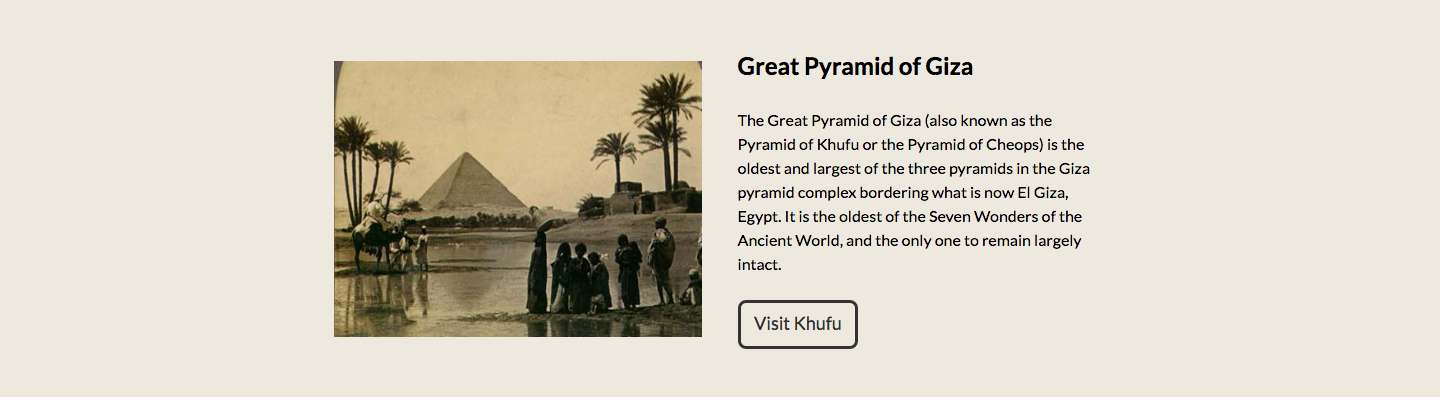 Great Pyramid of Giza
The Great Pyramid of Giza (also known as the
Pyramid of Khufu or the Pyramid of Cheops) is the
oldest and largest of the three pyramids in the Giza
pyramid complex bordering what is now El Giza,
Egypt. It is the oldest of the Seven Wonders of the
Ancient World, and the only one to remain largely
intact.
Visit Khufu